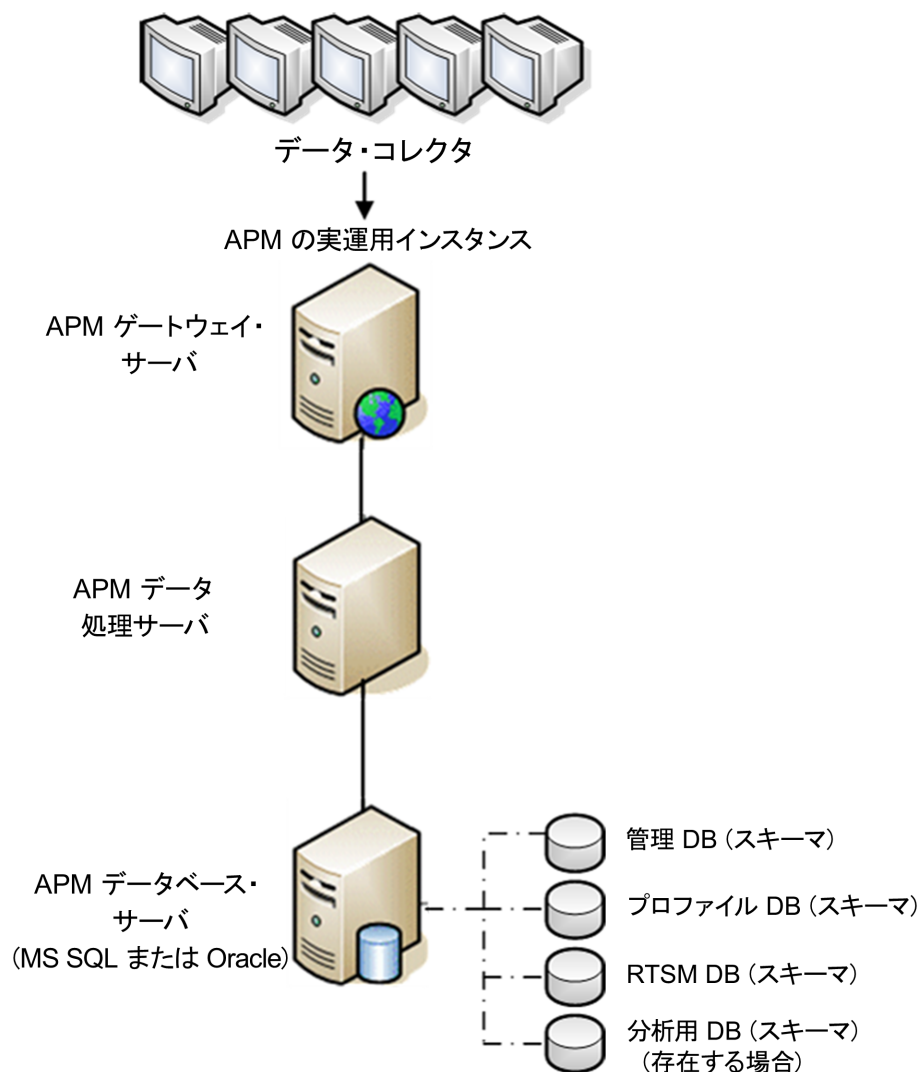 データ・コレクタ
APM の実運用インスタンス
APM ゲートウェイ・
サーバ
APM データ
処理サーバ
APM データベース・
サーバ
(MS SQL または Oracle)
管理 DB (スキーマ)
プロファイル DB (スキーマ)
RTSM DB (スキーマ)
分析用 DB (スキーマ)
(存在する場合)